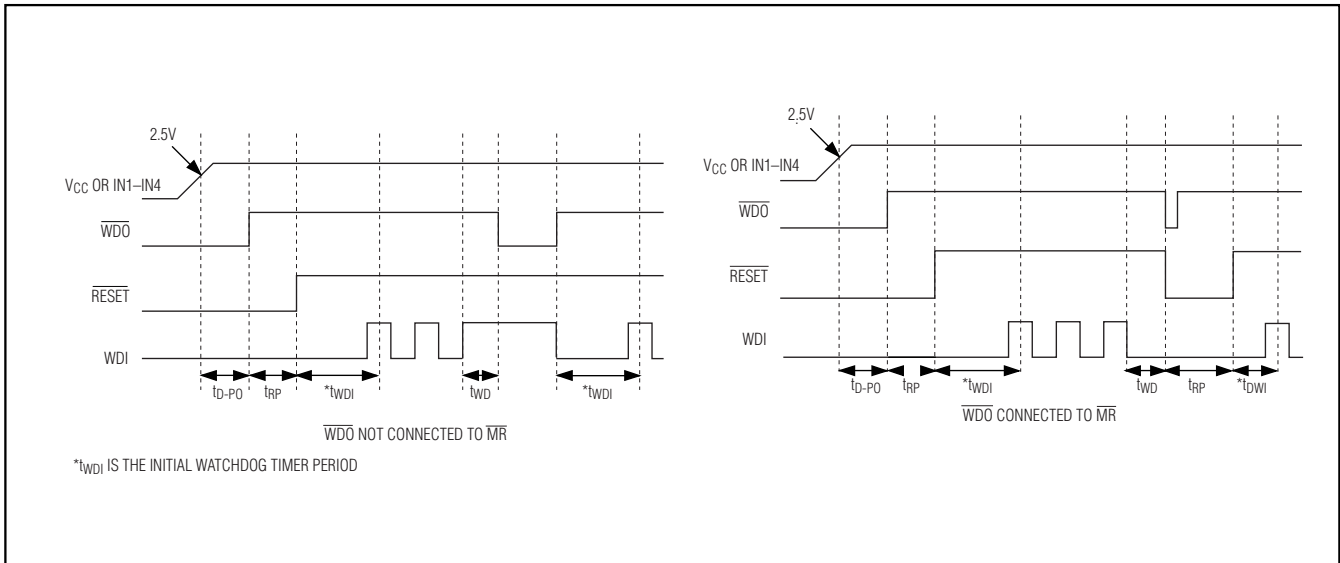 2.5V
VCC OR IN1–IN4
WDO
RESET
WDI
tD-PO tRP *tWDI tWD *tWDI
WDO NOT CONNECTED TO MR
*tWDI IS THE INITIAL WATCHDOG TIMER PERIOD
2.5V
VCC OR IN1–IN4
WDO
RESET
WDI
tD-PO tRP *tWDI tWD tRP *tDWI
WDO CONNECTED TO MR